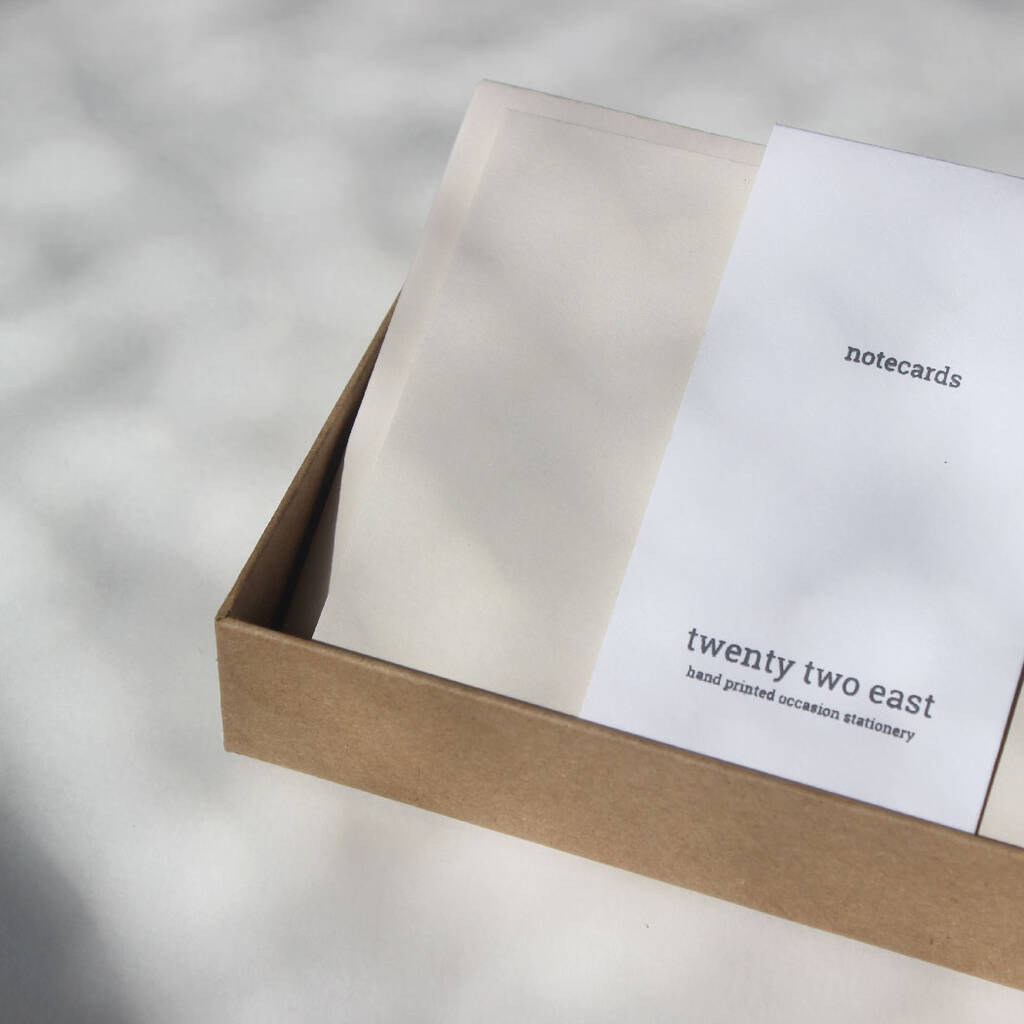 notecards
twenty two east
hand printed occasion stationery